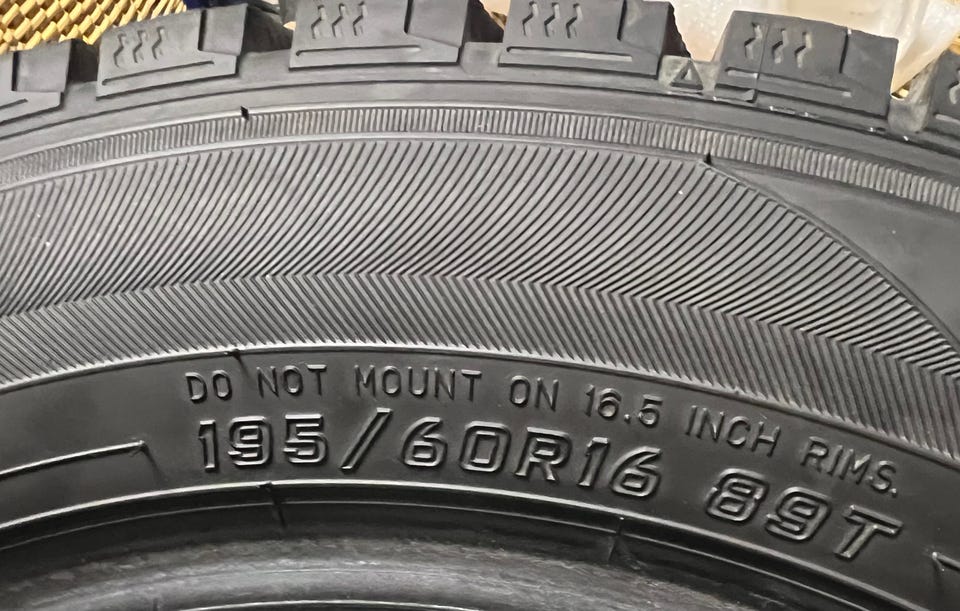 DO NOT MOUNT ON 16.5 INCH RIMS.
195/60R16 89T